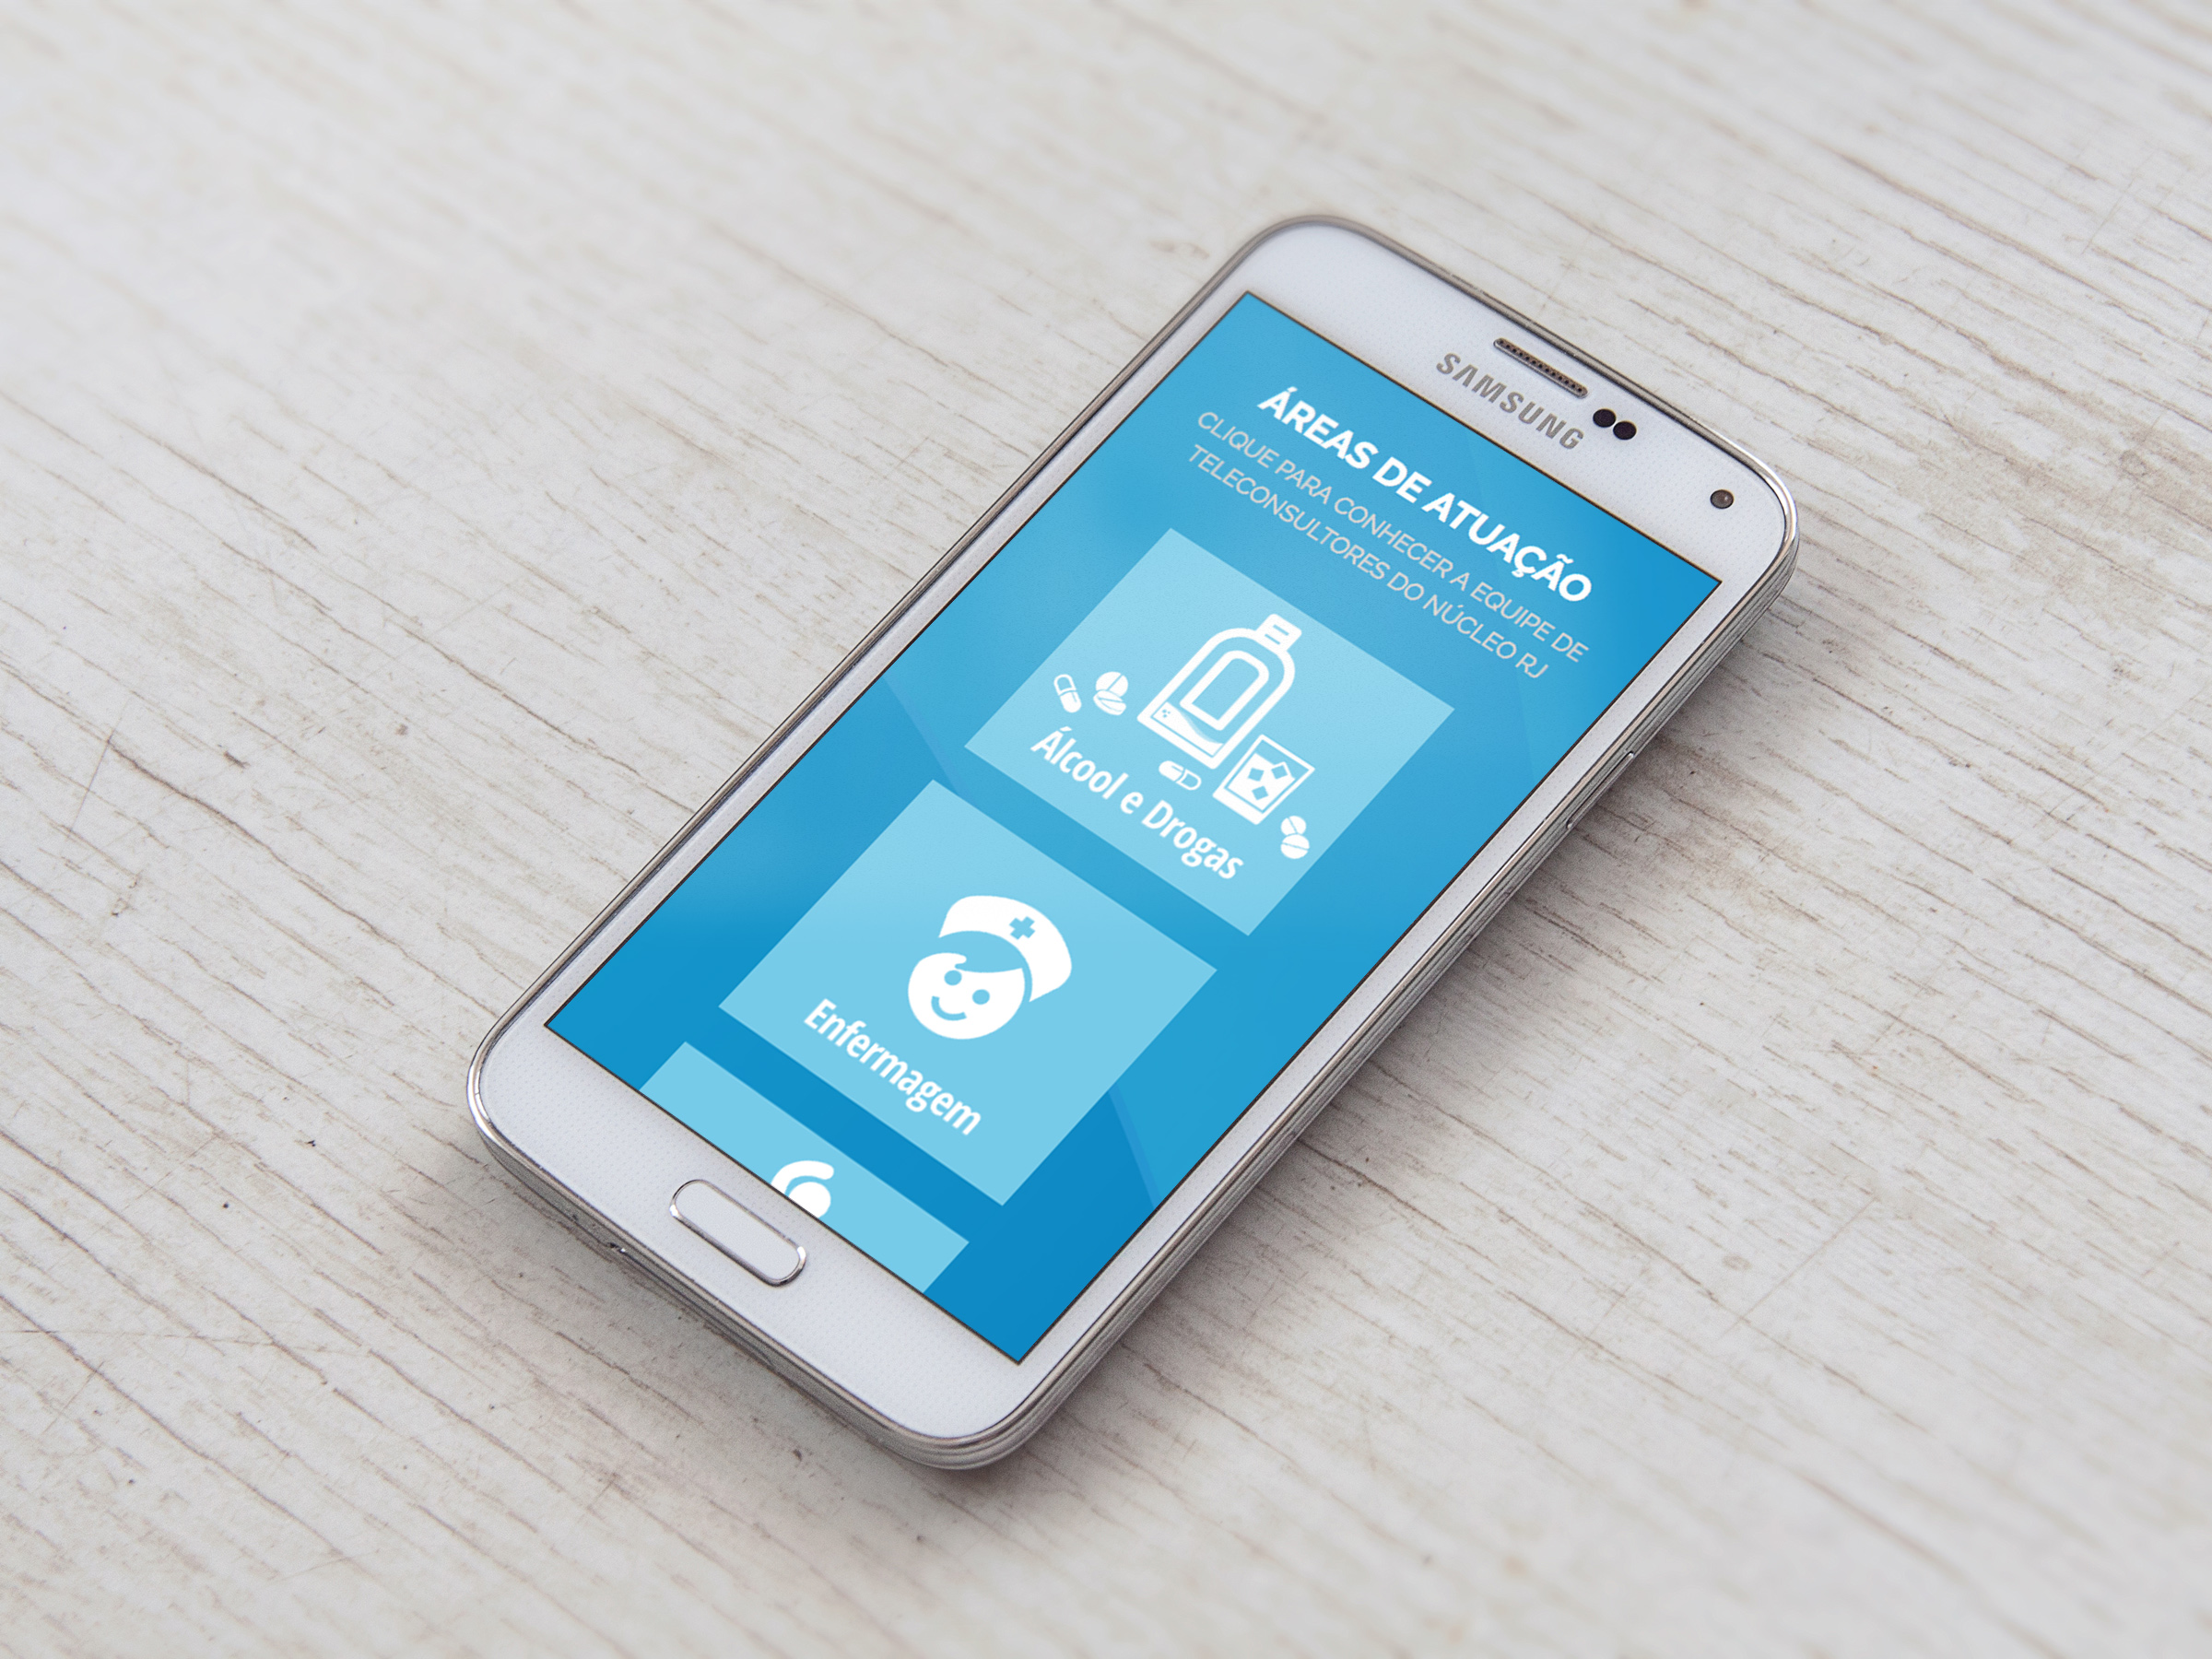 SAMSUNG
ÁREAS DE ATUAÇÃO
CLIQUE PARA CONHECER A EQUIPE DE
TELECONSULTORES DO NÚCLEO RJ
Álcool e Drogas
Enfermagem